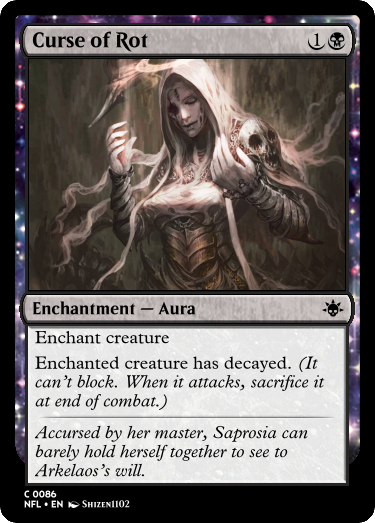 Curse of Rot 1
Enchantment — Aura
Enchant creature
Enchanted creature has decayed. (It
can't block. When it attacks, sacrifice it
at end of combat.)
Accursed by her master, Saprosia can
barely hold herself together to see to
Arkelaos's will.
C 0086
NFL • EN Shizen1102